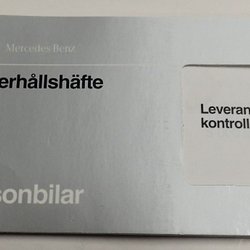 Mercedes-Benz
erhållshäfte
Leveran
kontroll
sonbilar